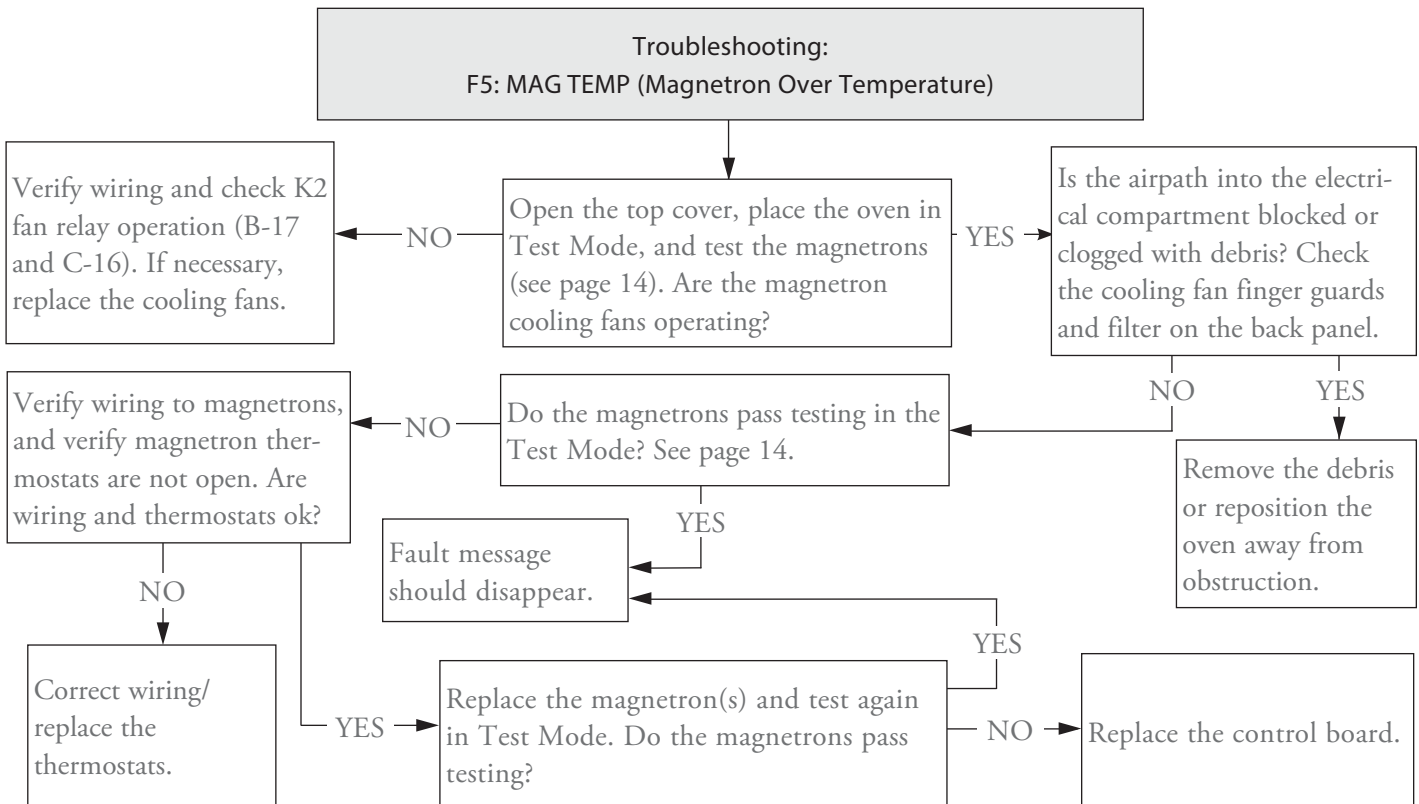 Troubleshooting:
F5: MAG TEMP (Magnetron Over Temperature)
Verify wiring and check K2
fan relay operation (B-17
and C-16). If necessary,
replace the cooling fans.
NO
Open the top cover, place the oven in
Test Mode, and test the magnetrons
(see page 14). Are the magnetron
cooling fans operating?
YES
Is the airpath into the electri-
cal compartment blocked or
clogged with debris? Check
the cooling fan finger guards
and filter on the back panel.
NO
YES
Verify wiring to magnetrons,
and verify magnetron ther-
mostats are not open. Are
wiring and thermostats ok?
NO
Do the magnetrons pass testing in the
Test Mode? See page 14.
YES
Remove the debris
or reposition the
oven away from
obstruction.
Fault message
should disappear.
NO
YES
Correct wiring/
replace the
thermostats.
YES
Replace the magnetron(s) and test again
in Test Mode. Do the magnetrons pass
testing?
NO
Replace the control board.